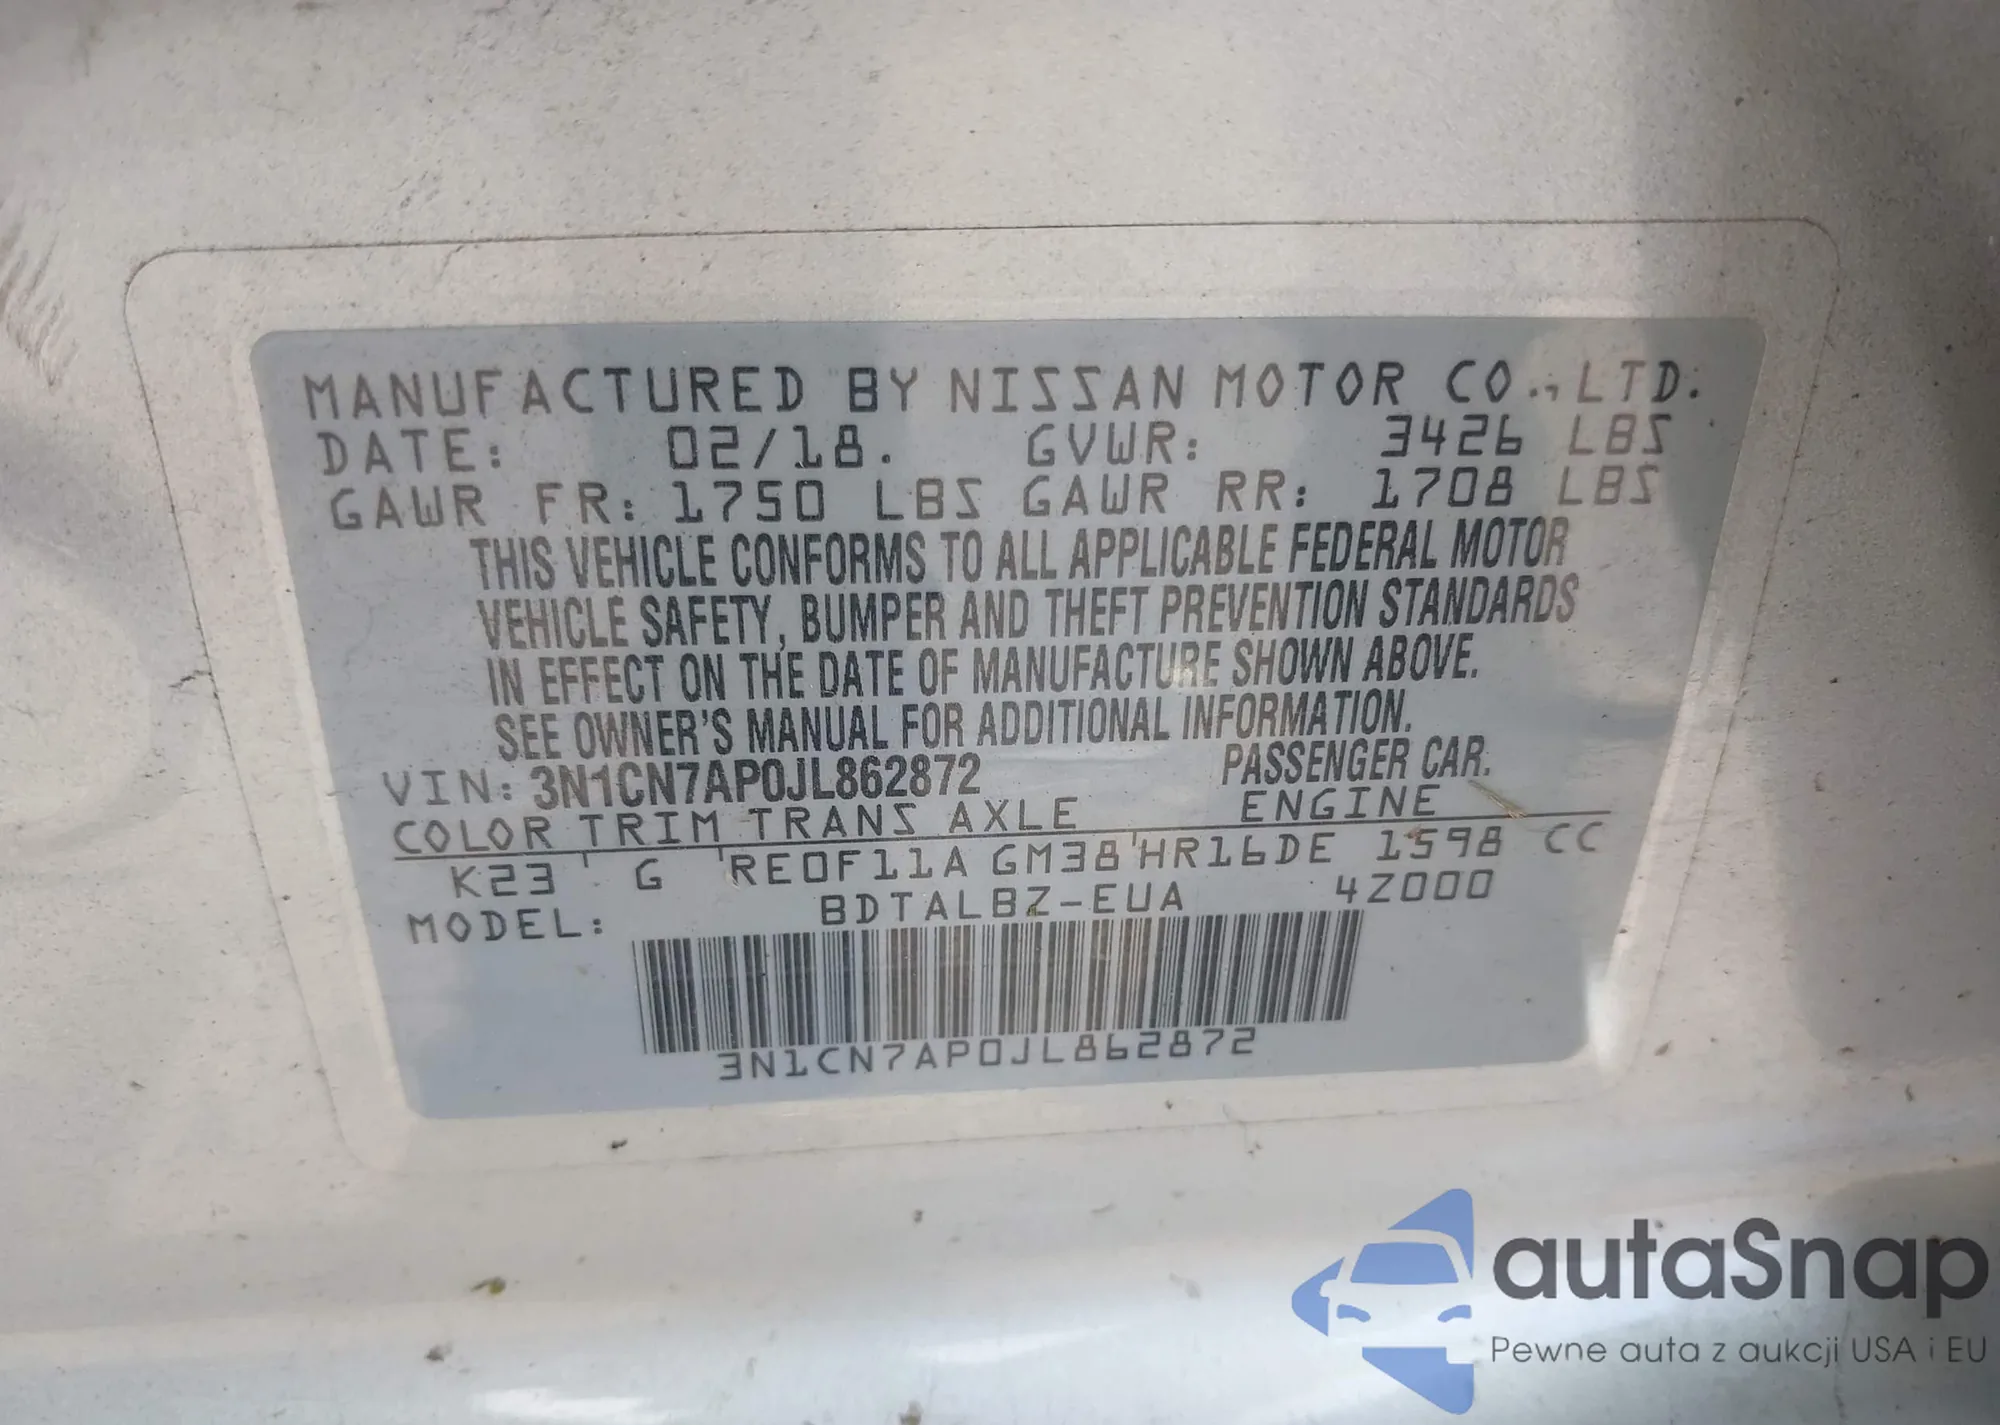 MANUFACTURED BY NISSAN MOTOR CO., LTD.
DATE: 02/18. GVWR: 3426 LBS
GAWR FR: 1750 LBS GAWR RR: 1708 LBS
THIS VEHICLE CONFORMS TO ALL APPLICABLE FEDERAL MOTOR
VEHICLE SAFETY, BUMPER AND THEFT PREVENTION STANDARDS
IN EFFECT ON THE DATE OF MANUFACTURE SHOWN ABOVE.
SEE OWNER'S MANUAL FOR ADDITIONAL INFORMATION.
VIN: 3N1CN7AP0JL862872 PASSENGER CAR.
COLOR TRIM TRANS AXLE ENGINE
K23 G RE0F11A GM38 HR16DE 1598 CC
MODEL: BDTALBZ-EUA 4Z000
3N1CN7AP0JL862872
autaSnap
Pewne auta z aukcji USA i EU